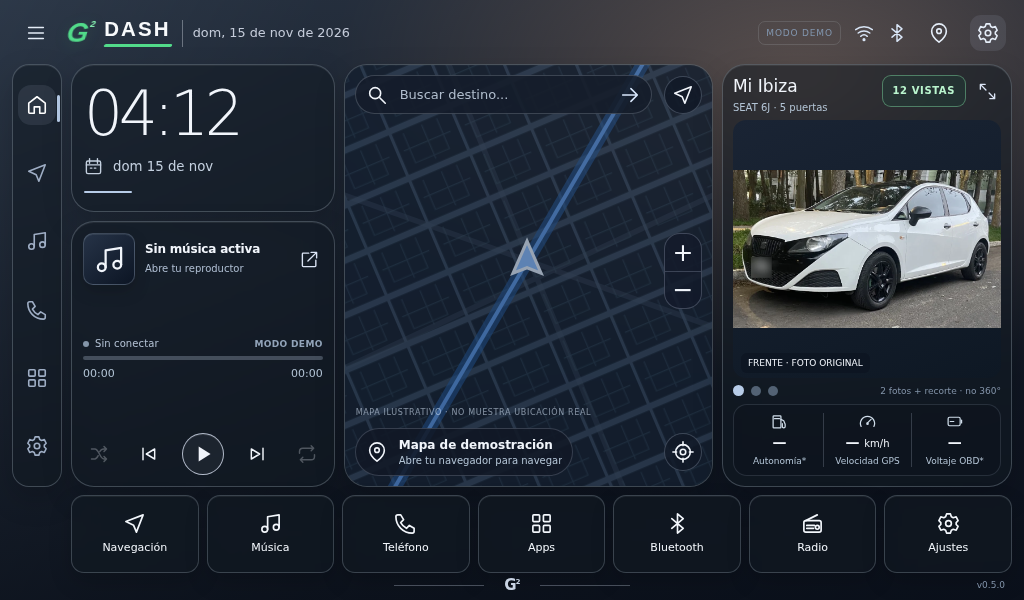 G² DASH
dom, 15 de nov de 2026
MODO DEMO
04:12
dom 15 de nov
Sin música activa
Abre tu reproductor
Sin conectar
MODO DEMO
00:00
00:00
Buscar destino...
MAPA ILUSTRATIVO · NO MUESTRA UBICACIÓN REAL
Mapa de demostración
Abre tu navegador para navegar
Mi Ibiza
SEAT 6J · 5 puertas
12 VISTAS
FRENTE · FOTO ORIGINAL
2 fotos + recorte · no 360°
—
Autonomía*
— km/h
Velocidad GPS
—
Voltaje OBD*
Navegación
Música
Teléfono
Apps
Bluetooth
Radio
Ajustes
G²
v0.5.0